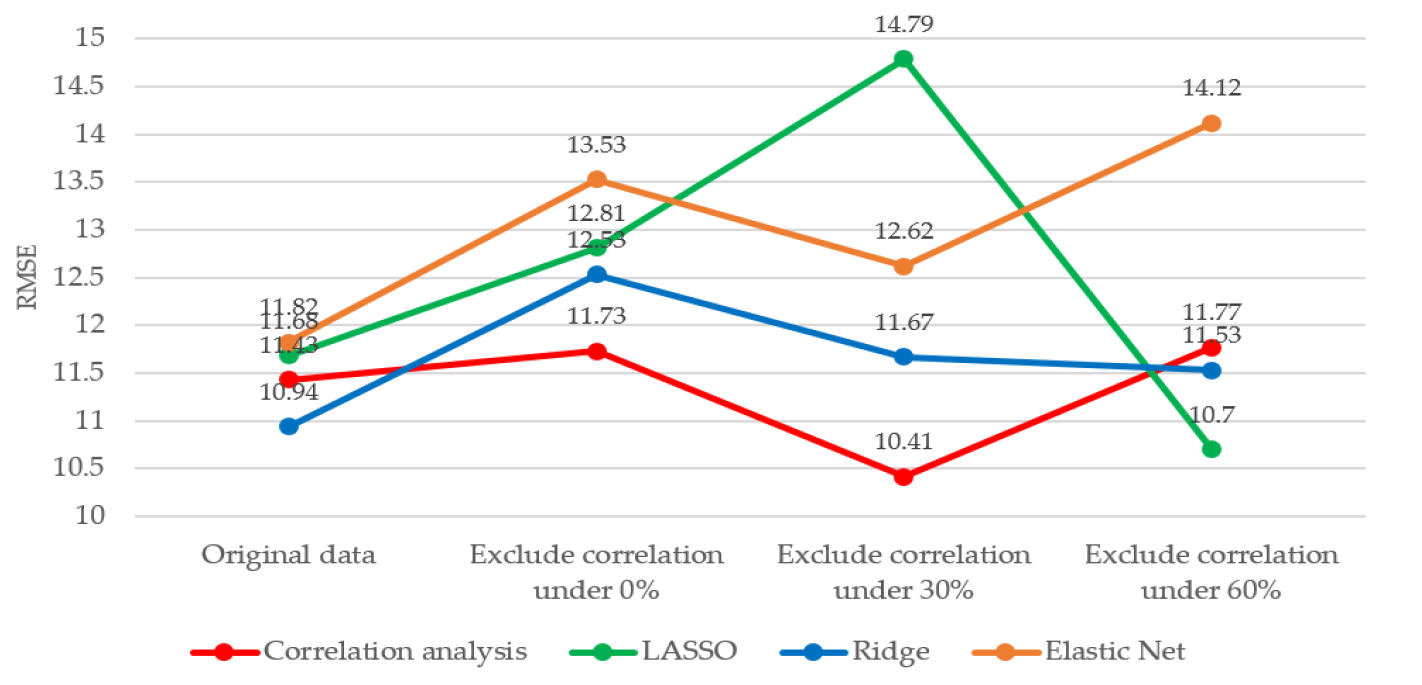 14.79
15
14.5
14.12
14
13.53
13.5
12.81
13
12.62
12.53
12.5
11.82
11.77
12
11.68
11.73
11.67
11.53
11.43
11.5
10.94
11
10.7
10.41
10.5
10
RMSE
Original data
Exclude correlation
under 0%
Exclude correlation
under 30%
Exclude correlation
under 60%
Correlation analysis
LASSO
Ridge
Elastic Net